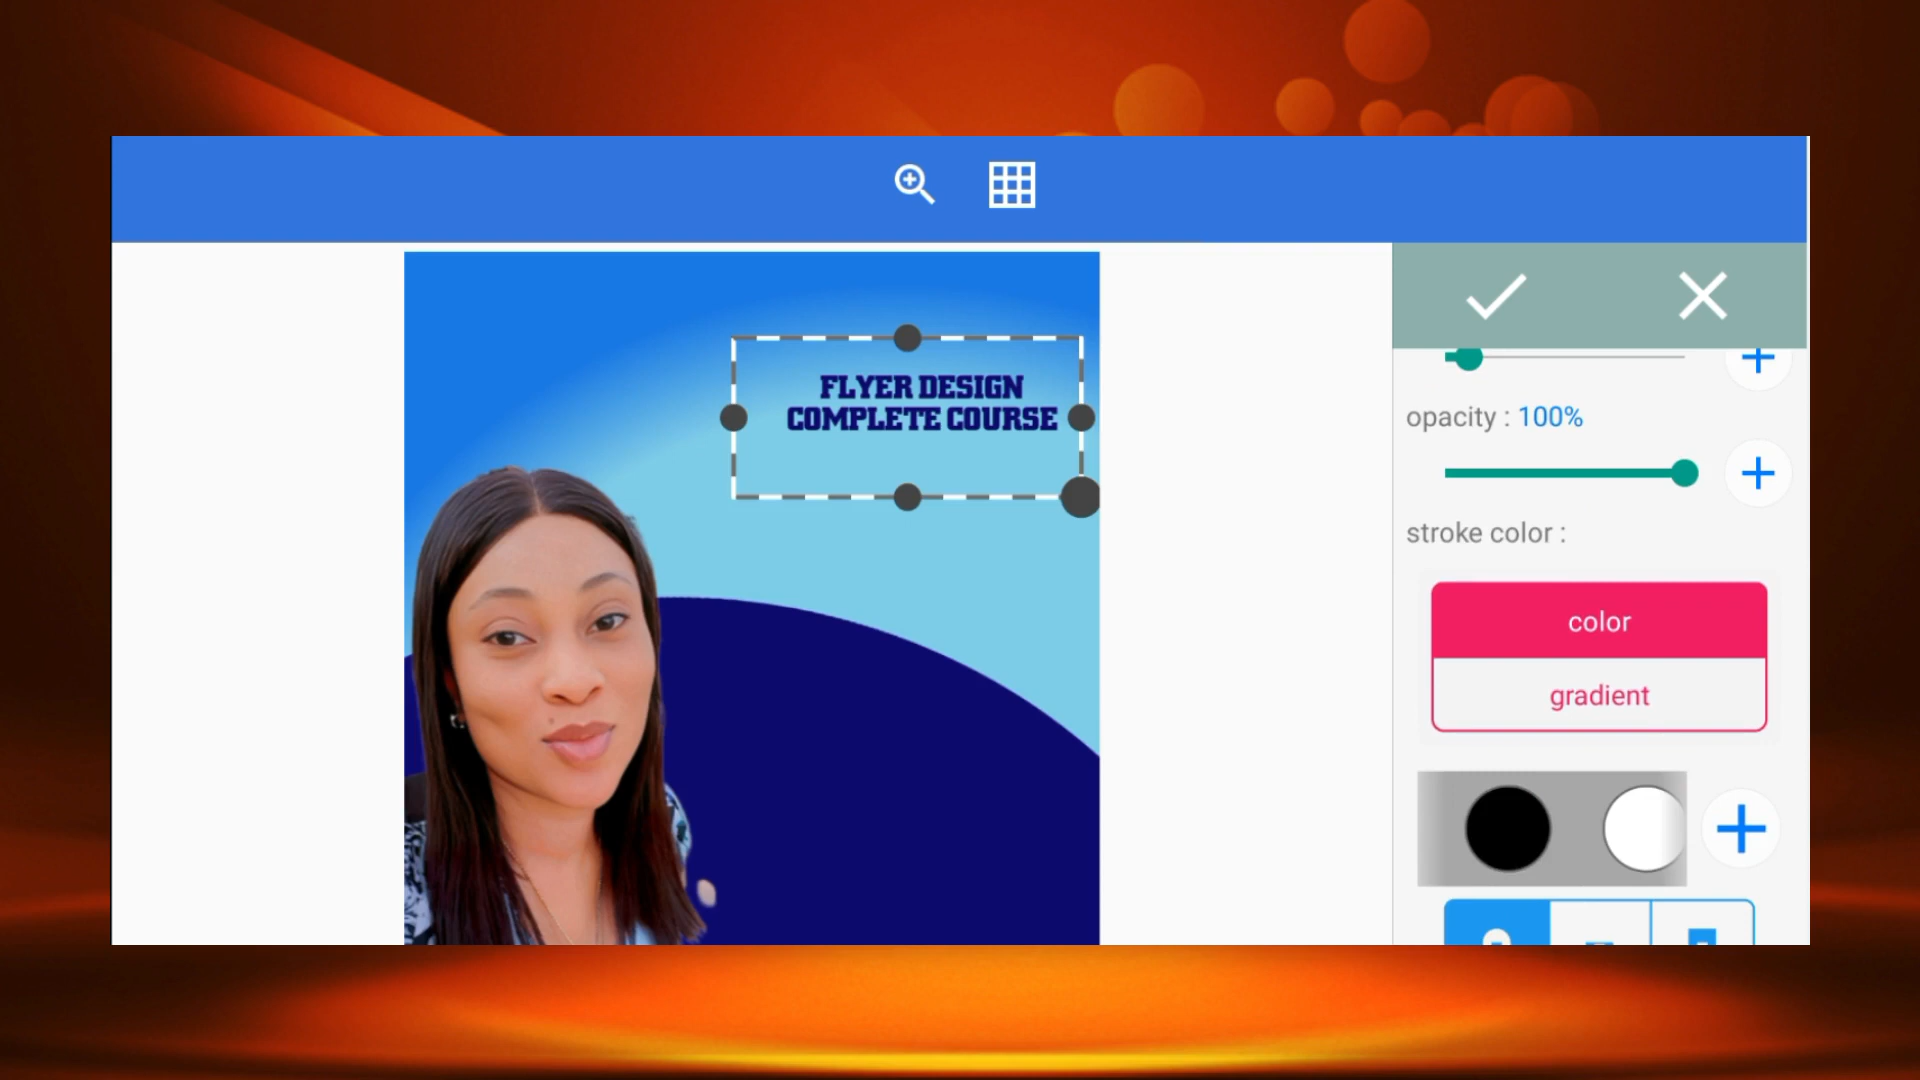 FLYER DESIGN
COMPLETE COURSE
opacity : 100%
stroke color :
color
gradient